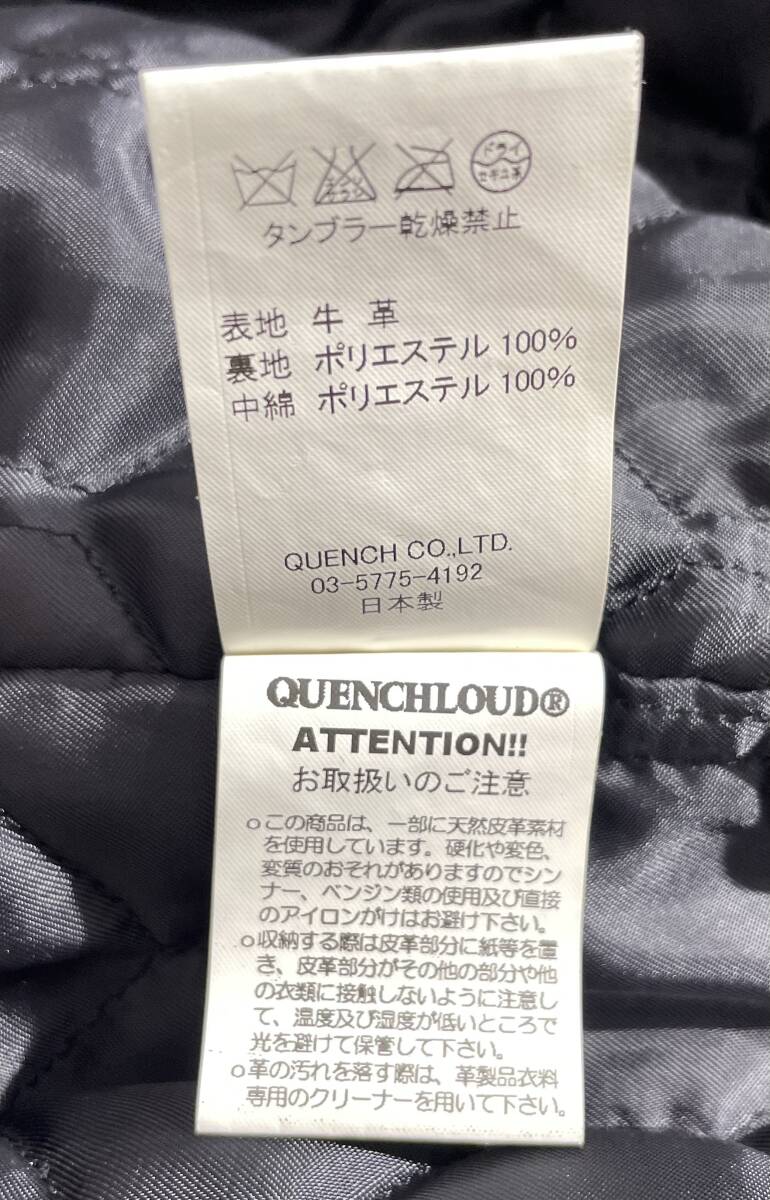 ドライ
セキユ系
タンブラー乾燥禁止
表地 牛 革
裏地 ポリエステル 100%
中綿 ポリエステル 100%
QUENCH CO.,LTD.
03-5775-4192
日本製
QUENCHLOUD®
ATTENTION!!
お取扱いのご注意
○この商品は、一部に天然皮革素材
を使用しています。硬化や変色、
変質のおそれがありますのでシン
ナー、ベンジン類の使用及び直接
のアイロンがけはお避け下さい。
○収納する際は皮革部分に紙等を置
き、皮革部分がその他の部分や他
の衣類に接触しないように注意し
て、温度及び湿度が低いところで
光を避けて保管して下さい。
○革の汚れを落す際は、革製品衣料
専用のクリーナーを用いて下さい。